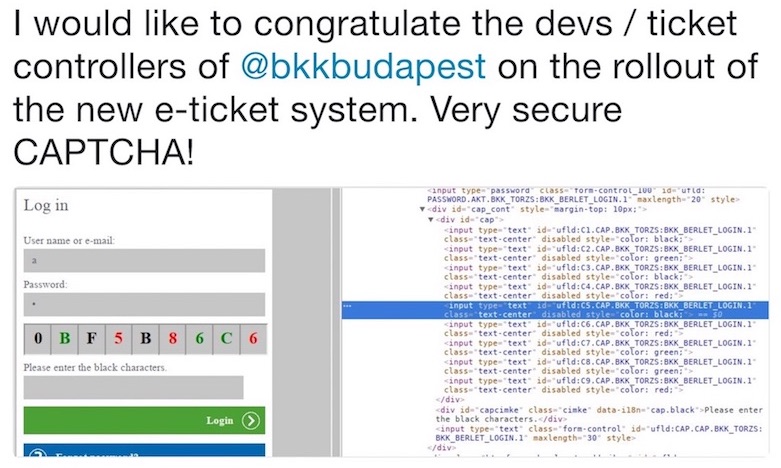 I would like to congratulate the devs / ticket
controllers of @bkkbudapest on the rollout of
the new e-ticket system. Very secure
CAPTCHA!
Log in
User name or e-mail:
a
Password:
•
0 B F 5 B 8 6 C 6
Please enter the black characters.
Login
Forgot password?
<input type="password" class="form-control_100" id="ufld:
PASSWORD.AKT.BKK_TORZS:BKK_BERLET_LOGIN.1" maxlength="20" style>
▼<div id="cap_cont" style="margin-top: 10px;">
▼<div id="cap">
<input type="text" id="ufld:C1.CAP.BKK_TORZS:BKK_BERLET_LOGIN.1"
class="text-center" disabled style="color: black;">
<input type="text" id="ufld:C2.CAP.BKK_TORZS:BKK_BERLET_LOGIN.1"
class="text-center" disabled style="color: green;">
<input type="text" id="ufld:C3.CAP.BKK_TORZS:BKK_BERLET_LOGIN.1"
class="text-center" disabled style="color: black;">
<input type="text" id="ufld:C4.CAP.BKK_TORZS:BKK_BERLET_LOGIN.1"
class="text-center" disabled style="color: red;">
... <input type="text" id="ufld:C5.CAP.BKK_TORZS:BKK_BERLET_LOGIN.1"
class="text-center" disabled style="color: black;"> == $0
<input type="text" id="ufld:C6.CAP.BKK_TORZS:BKK_BERLET_LOGIN.1"
class="text-center" disabled style="color: red;">
<input type="text" id="ufld:C7.CAP.BKK_TORZS:BKK_BERLET_LOGIN.1"
class="text-center" disabled style="color: green;">
<input type="text" id="ufld:C8.CAP.BKK_TORZS:BKK_BERLET_LOGIN.1"
class="text-center" disabled style="color: green;">
<input type="text" id="ufld:C9.CAP.BKK_TORZS:BKK_BERLET_LOGIN.1"
class="text-center" disabled style="color: red;">
</div>
<div id="capcimke" class="cimke" data-i18n="cap.black">Please enter
the black characters.</div>
<input type="text" class="form-control" id="ufld:CAP.CAP.BKK_TORZS:
BKK_BERLET_LOGIN.1" maxlength="30" style>
</div>